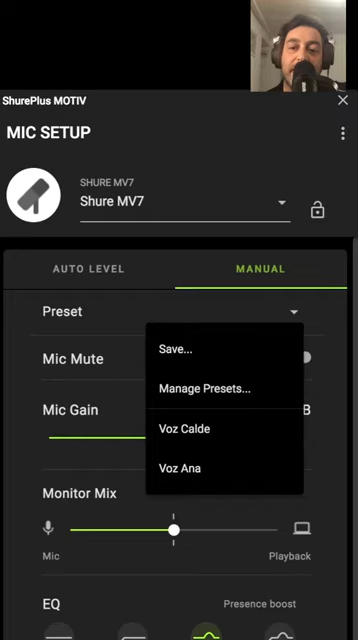 ShurePlus MOTIV
MIC SETUP
SHURE MV7
Shure MV7
AUTO LEVEL
MANUAL
Preset
Save...
Mic Mute
Manage Presets...
Mic Gain
B
Voz Calde
Voz Ana
Monitor Mix
Mic
Playback
EQ
Presence boost